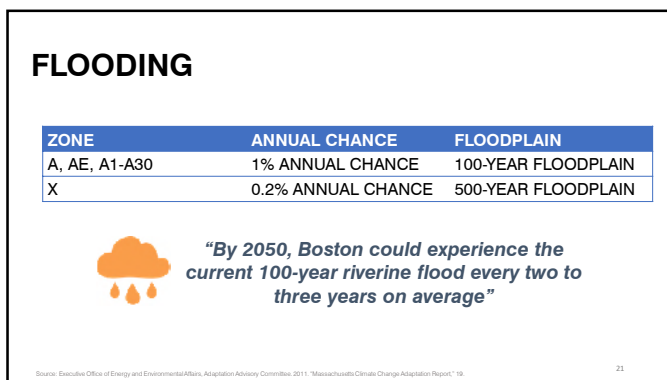 FLOODING
ZONE ANNUAL CHANCE FLOODPLAIN
A, AE, A1-A30 1% ANNUAL CHANCE 100-YEAR FLOODPLAIN
X 0.2% ANNUAL CHANCE 500-YEAR FLOODPLAIN
“By 2050, Boston could experience the
current 100-year riverine flood every two to
three years on average”
Source: Executive Office of Energy and Environmental Affairs, Adaptation Advisory Committee. 2011. “Massachusetts Climate Change Adaptation Report,” 19.
21